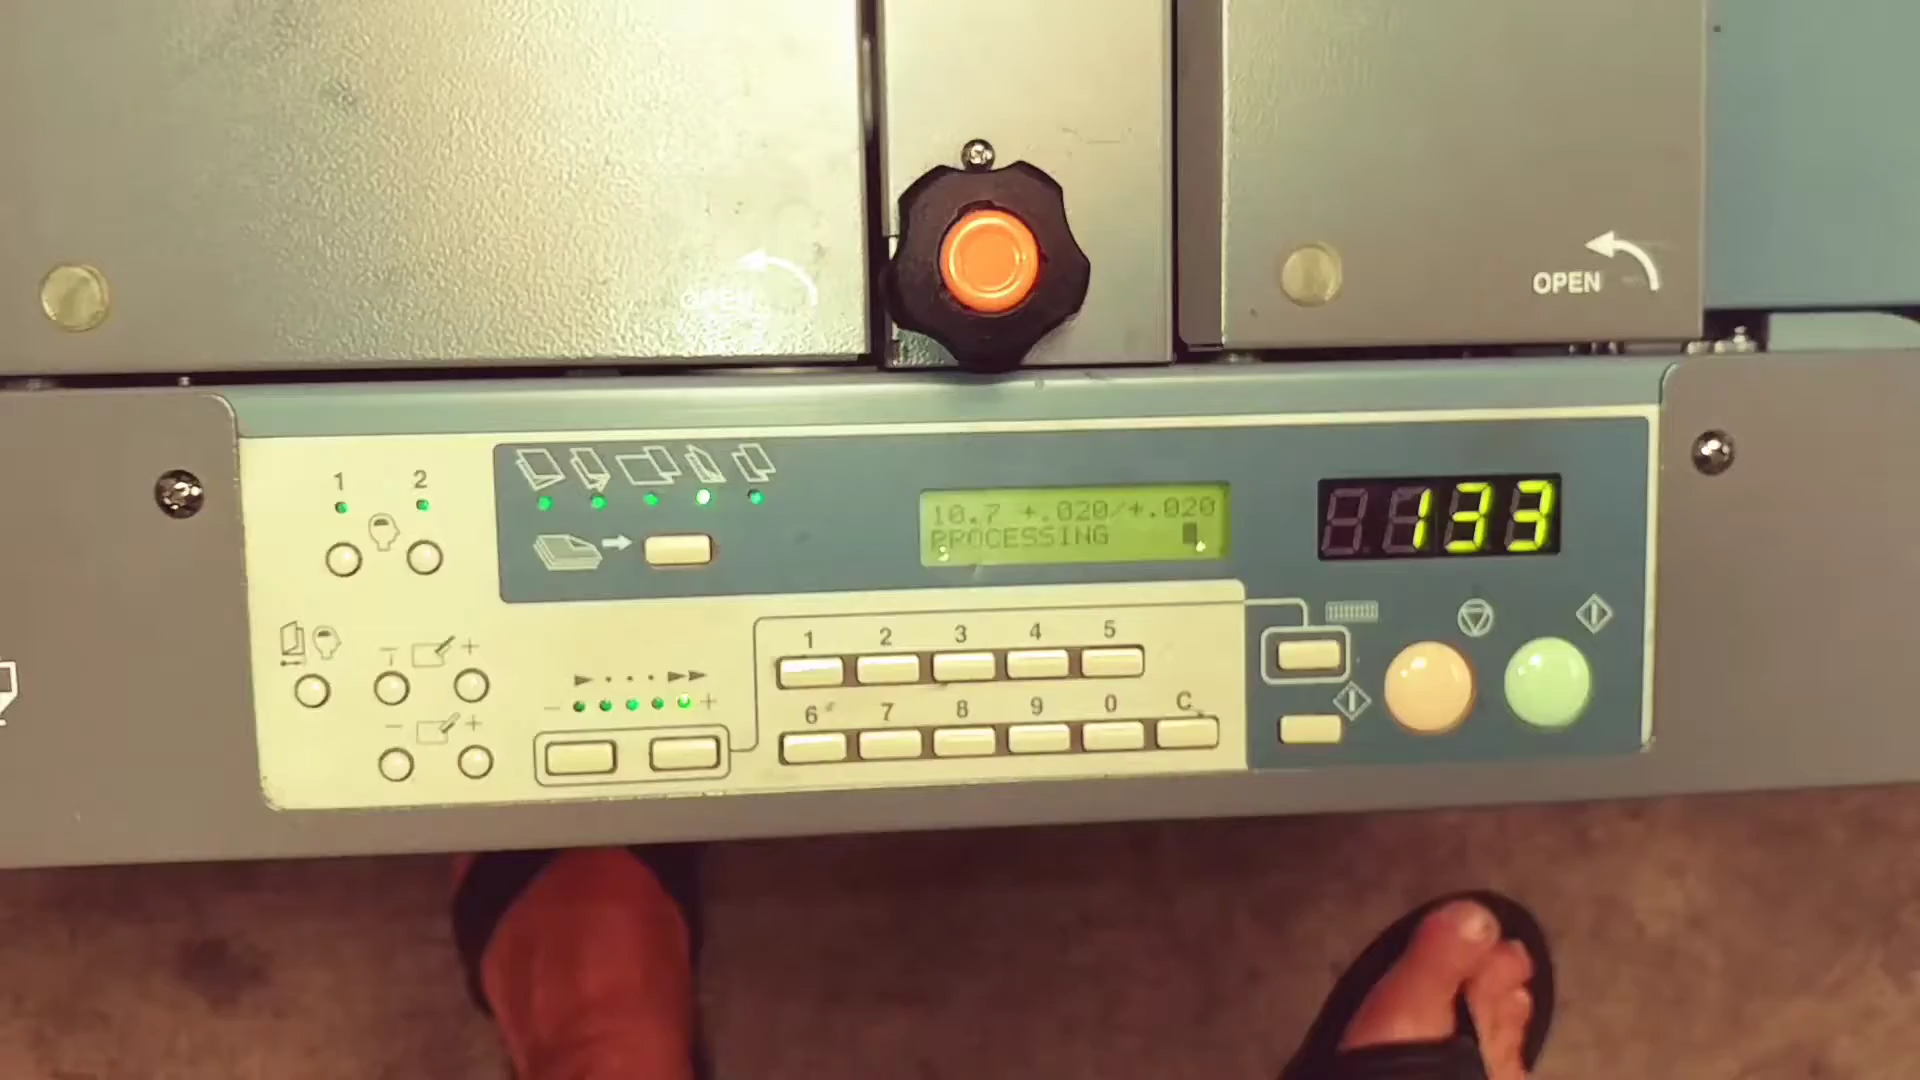 OPEN
OPEN
1 2
10.7 +.020/+.020
PROCESSING
133
- +
- +
- +
1 2 3 4 5
6 7 8 9 0 C